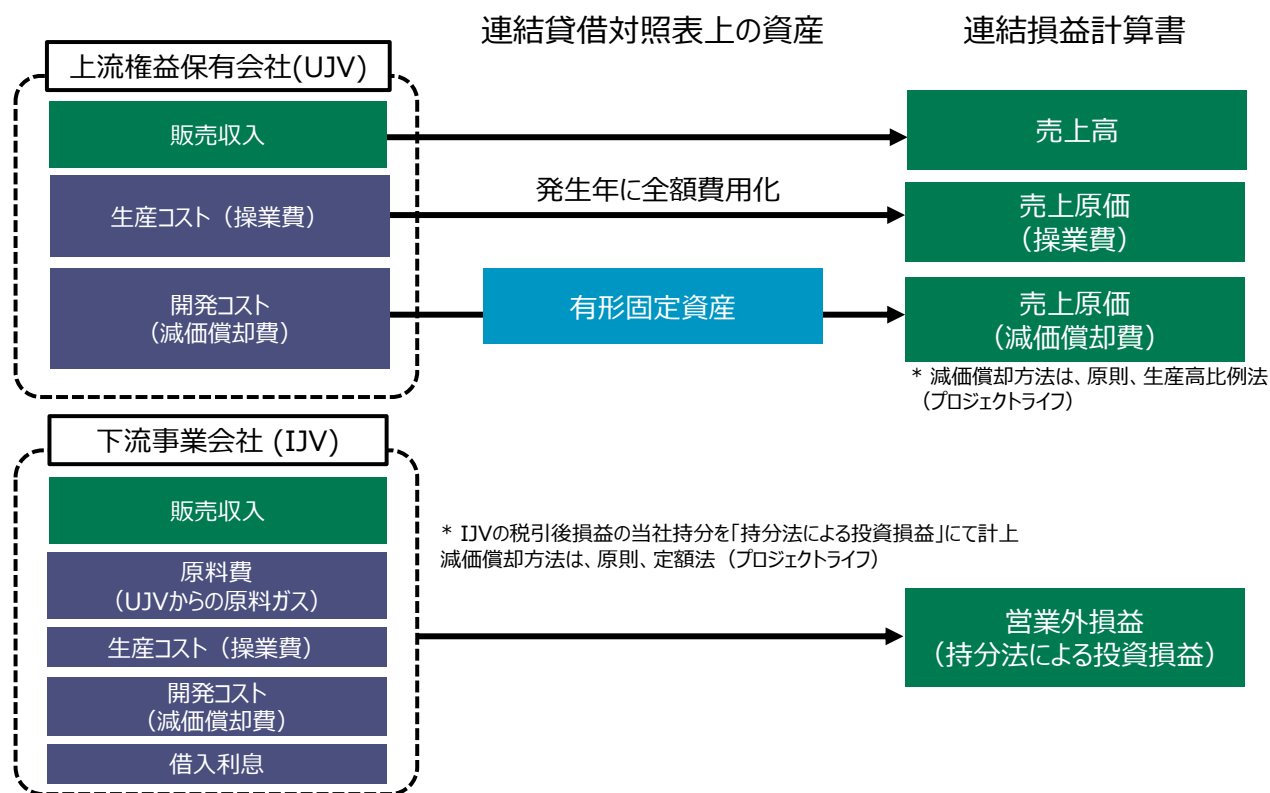 連結貸借対照表上の資産
連結損益計算書
上流権益保有会社(UJV)
販売収入
売上高
生産コスト（操業費）
発生年に全額費用化
売上原価
（操業費）
開発コスト
(減価償却費）
有形固定資産
売上原価
（減価償却費）
* 減価償却方法は、原則、生産高比例法
（プロジェクトライフ）
下流事業会社 (IJV)
販売収入
原料費
（UJVからの原料ガス）
生産コスト（操業費）
開発コスト
（減価償却費）
借入利息
* IJVの税引後損益の当社持分を「持分法による投資損益」にて計上
減価償却方法は、原則、定額法（プロジェクトライフ）
営業外損益
（持分法による投資損益）